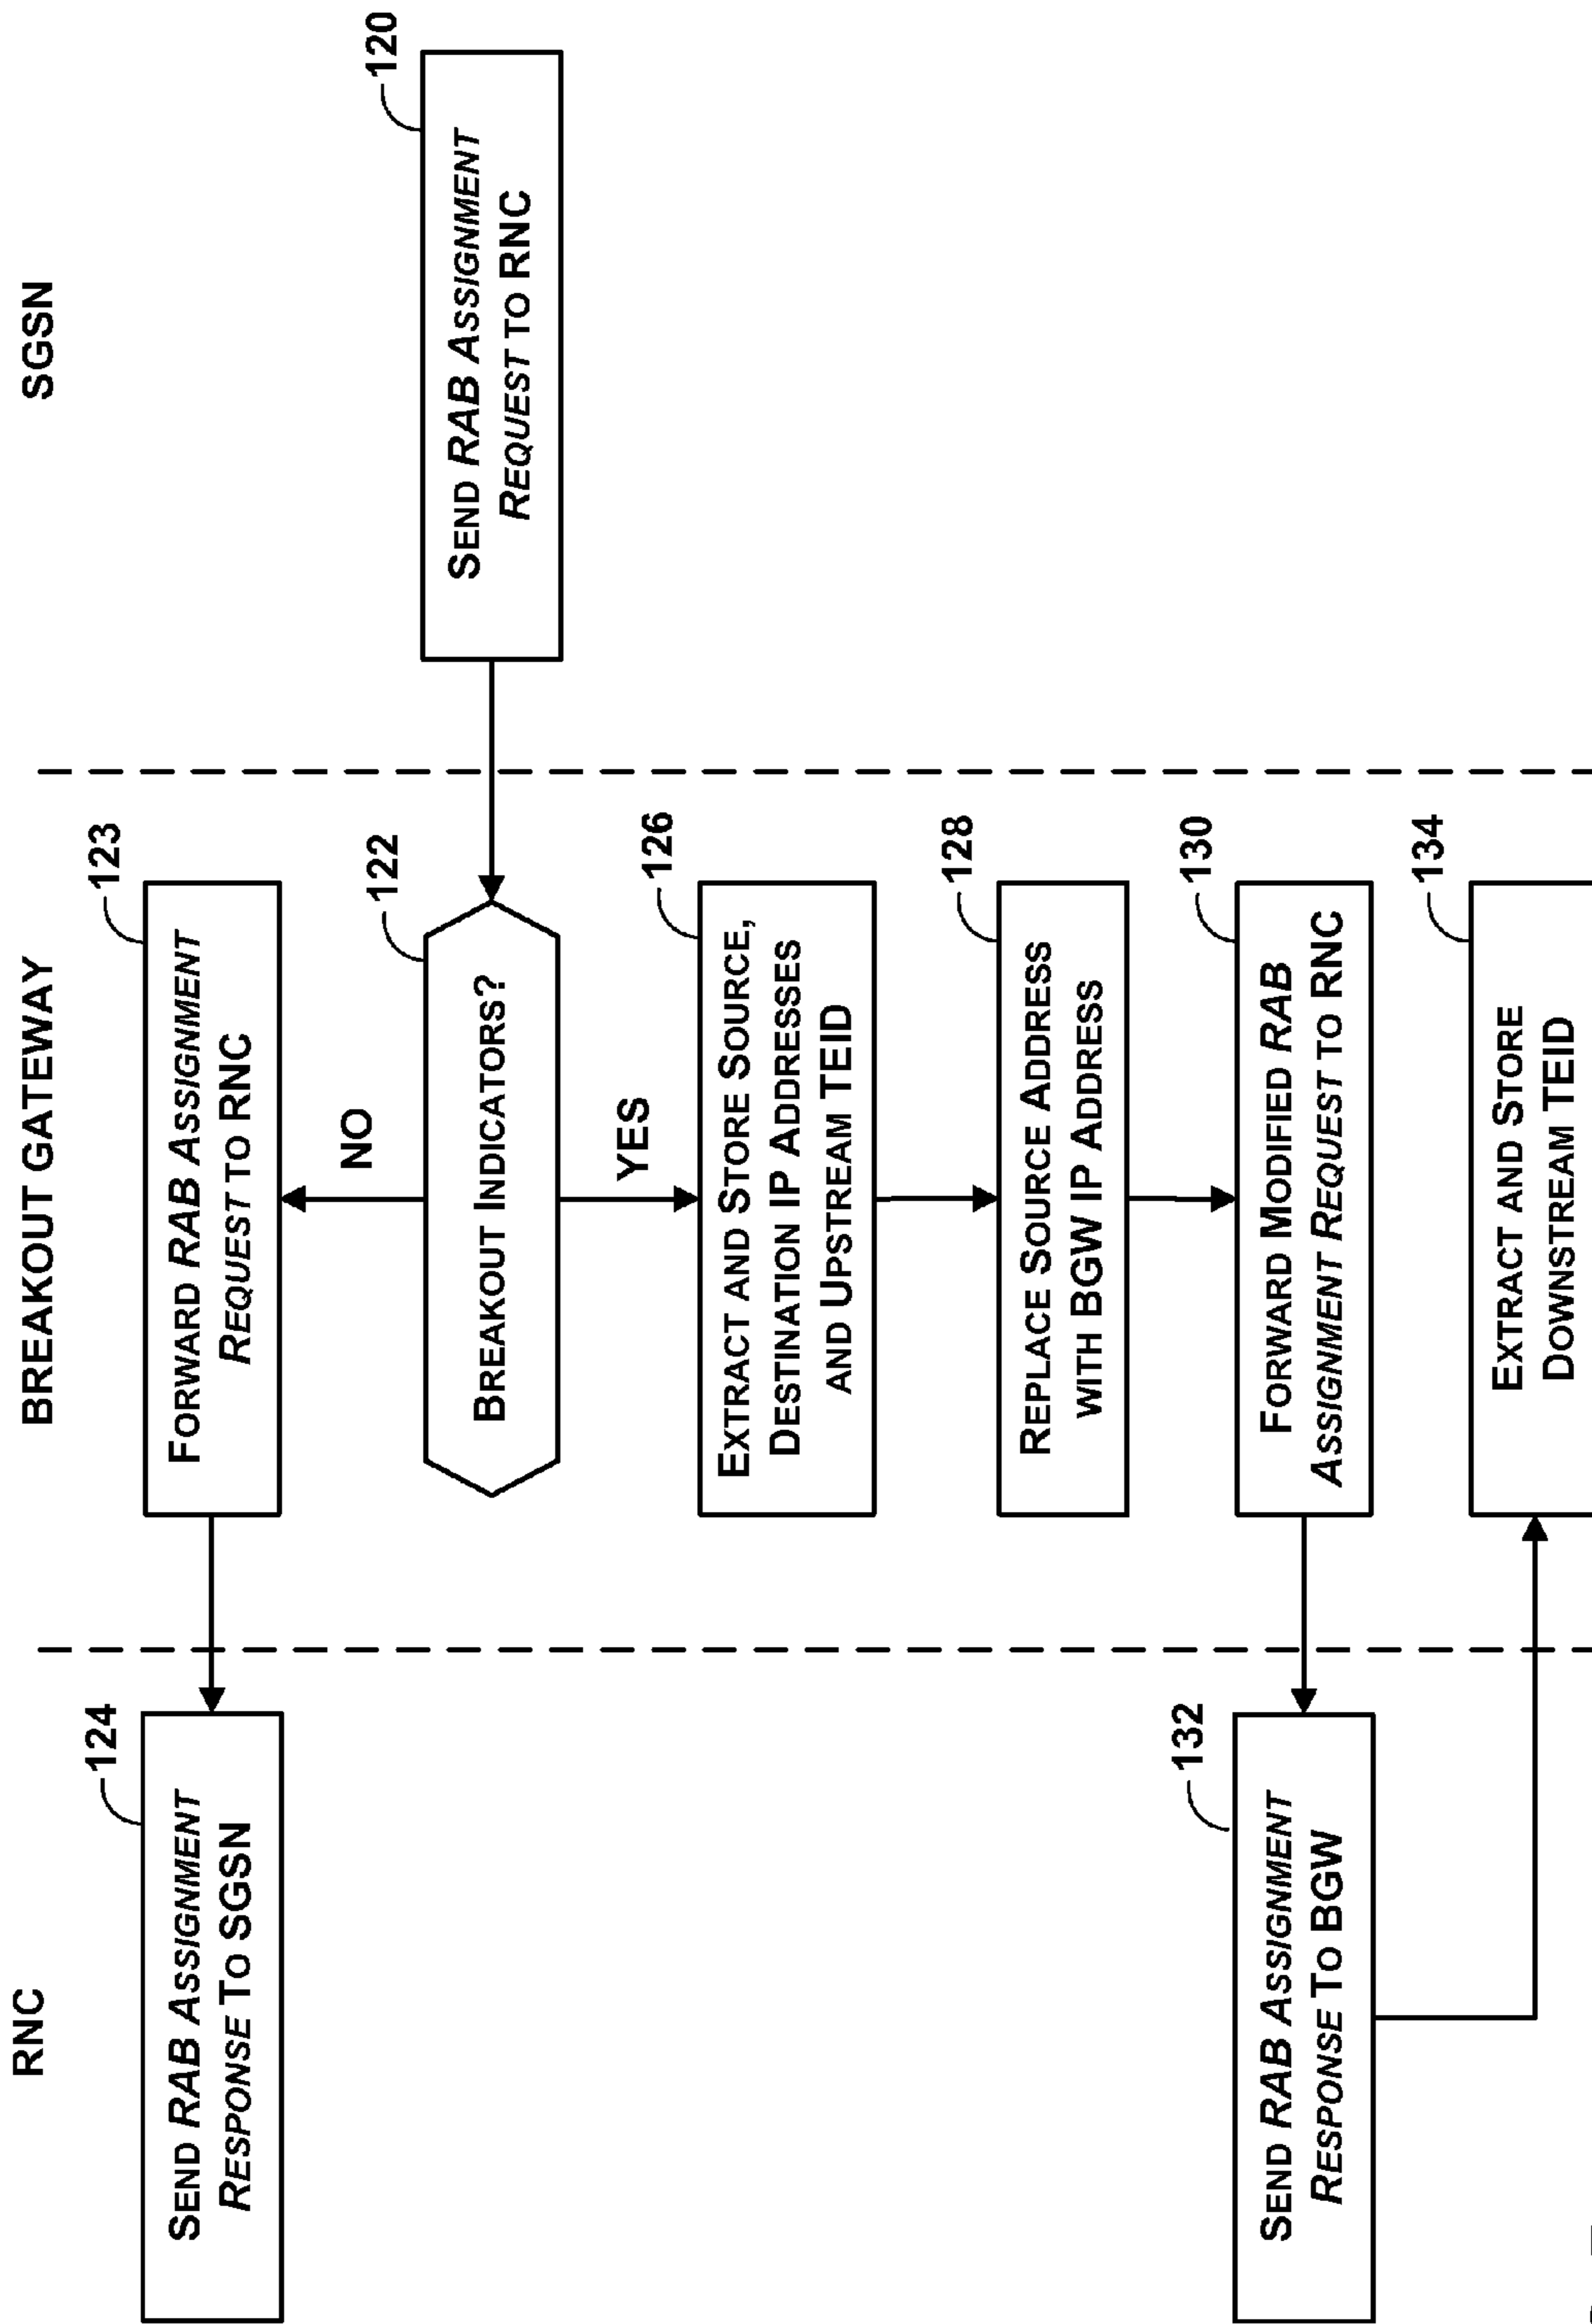 RNC
BREAKOUT GATEWAY
SGSN
124
SEND RAB ASSIGNMENT
RESPONSE TO SGSN
123
FORWARD RAB ASSIGNMENT
REQUEST TO RNC
NO
122
BREAKOUT INDICATORS?
120
SEND RAB ASSIGNMENT
REQUEST TO RNC
YES
126
EXTRACT AND STORE SOURCE,
DESTINATION IP ADDRESSES
AND UPSTREAM TEID
128
REPLACE SOURCE ADDRESS
WITH BGW IP ADDRESS
130
FORWARD MODIFIED RAB
ASSIGNMENT REQUEST TO RNC
132
SEND RAB ASSIGNMENT
RESPONSE TO BGW
134
EXTRACT AND STORE
DOWNSTREAM TEID